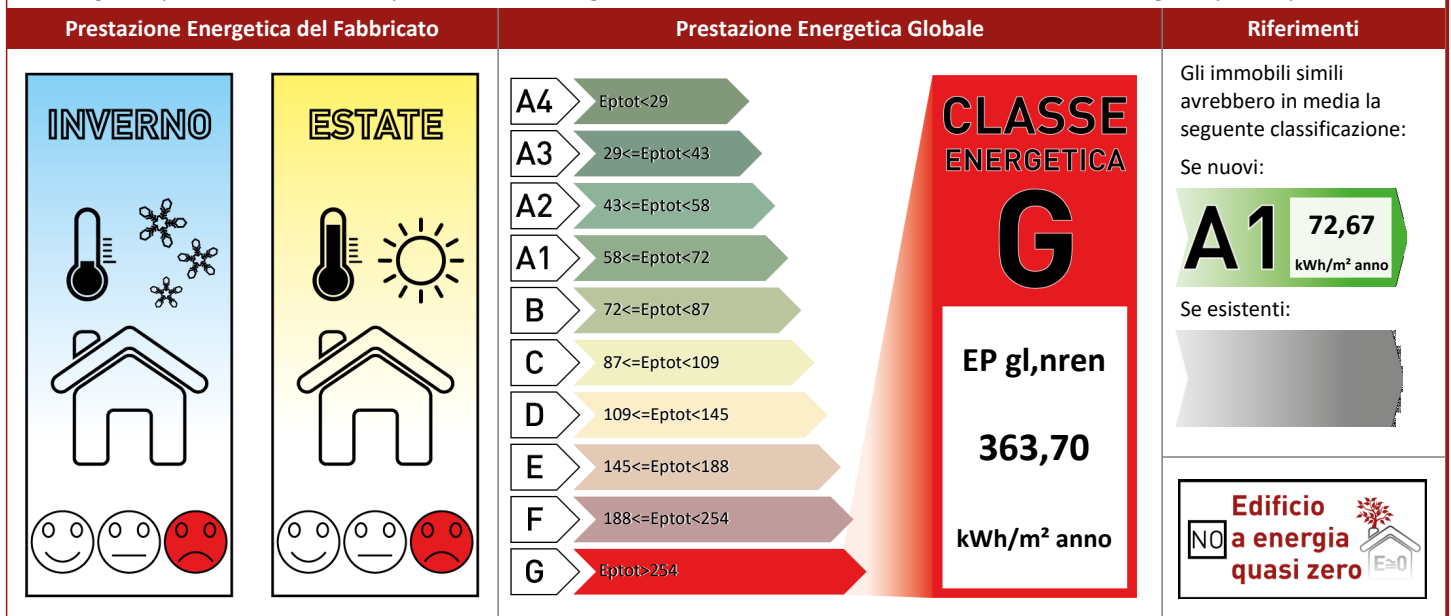 Prestazione Energetica del Fabbricato
Prestazione Energetica Globale
Riferimenti
INVERNO
ESTATE
A4 Eptot<29
A3 29<=Eptot<43
A2 43<=Eptot<58
A1 58<=Eptot<72
B 72<=Eptot<87
C 87<=Eptot<109
D 109<=Eptot<145
E 145<=Eptot<188
F 188<=Eptot<254
G Eptot>254
CLASSE
ENERGETICA
G
EP gl,nren
363,70
kWh/m² anno
Gli immobili simili
avrebbero in media la
seguente classificazione:
Se nuovi:
A1 72,67
kWh/m² anno
Se esistenti:
Edificio
NO a energia
quasi zero
E≅0